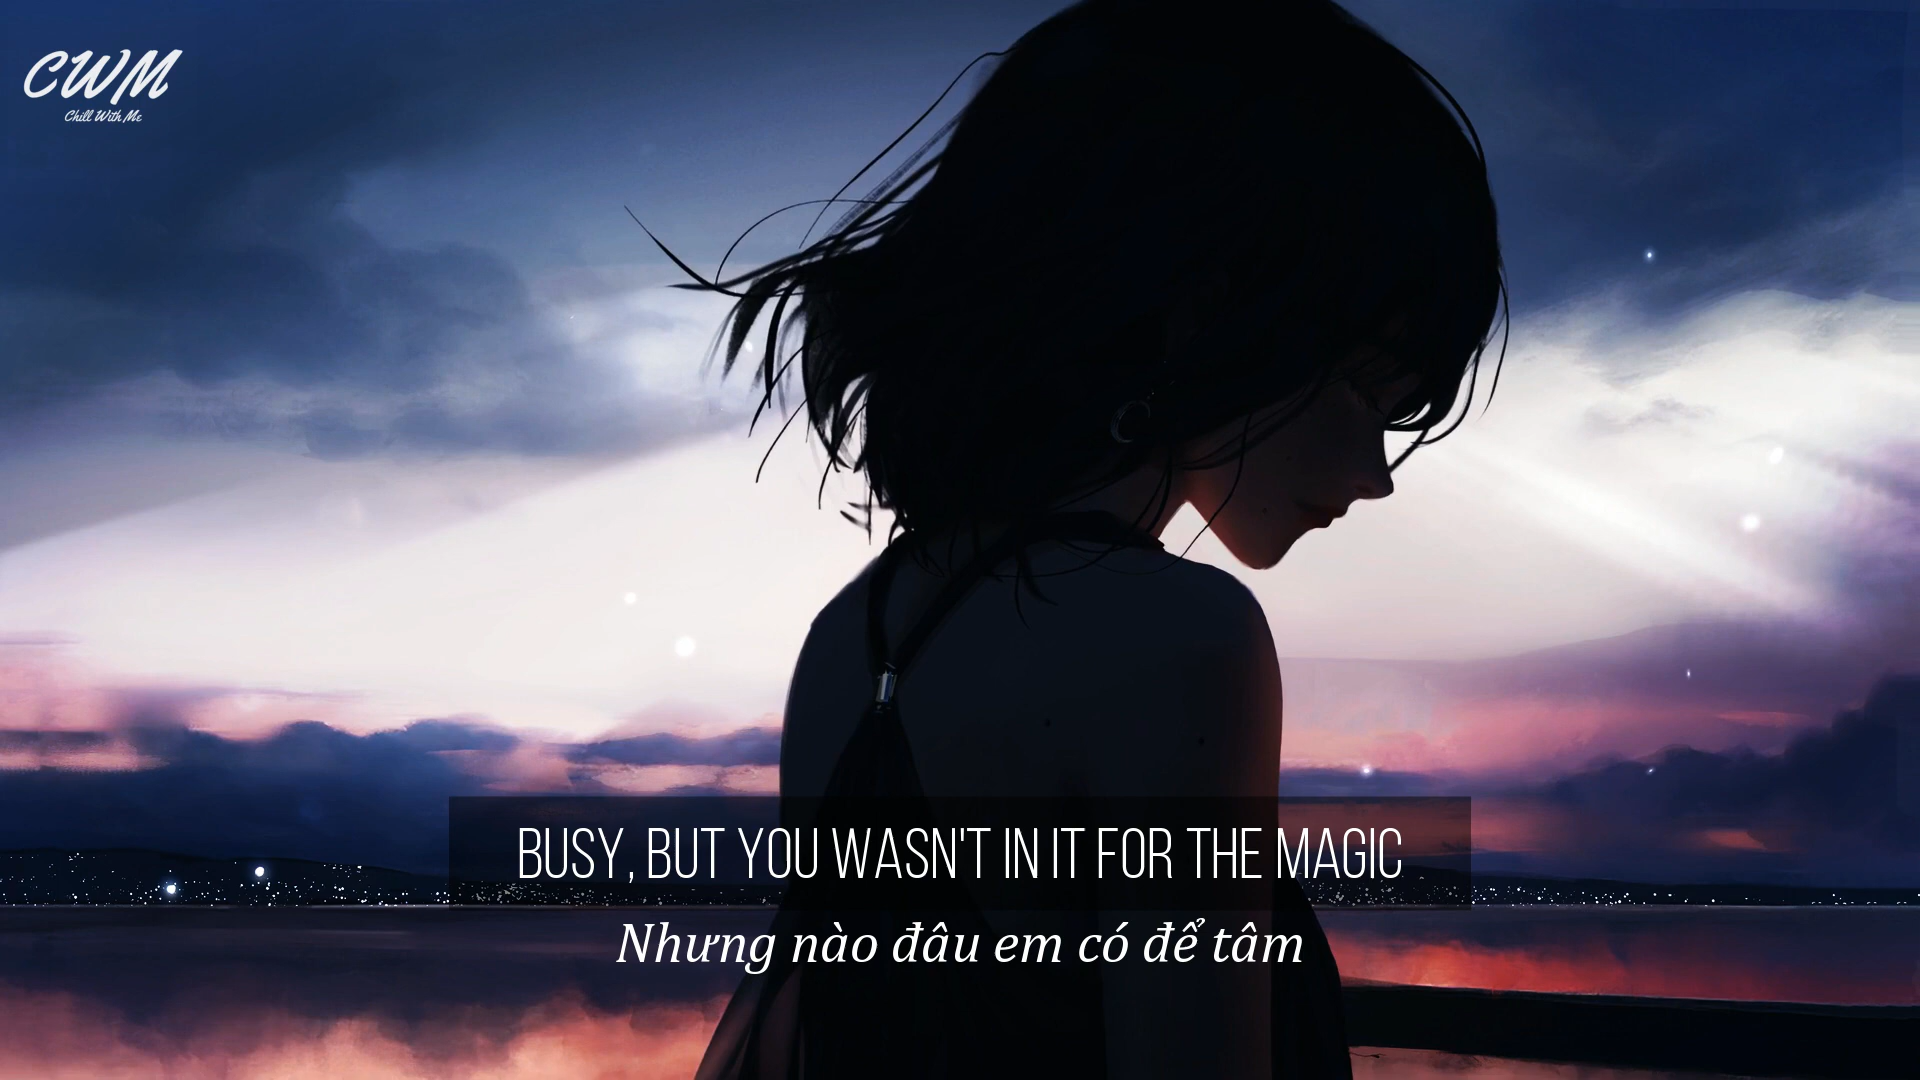 CWM
Chill With Me
BUSY, BUT YOU WASN'T IN IT FOR THE MAGIC
Nhưng nào đâu em có để tâm